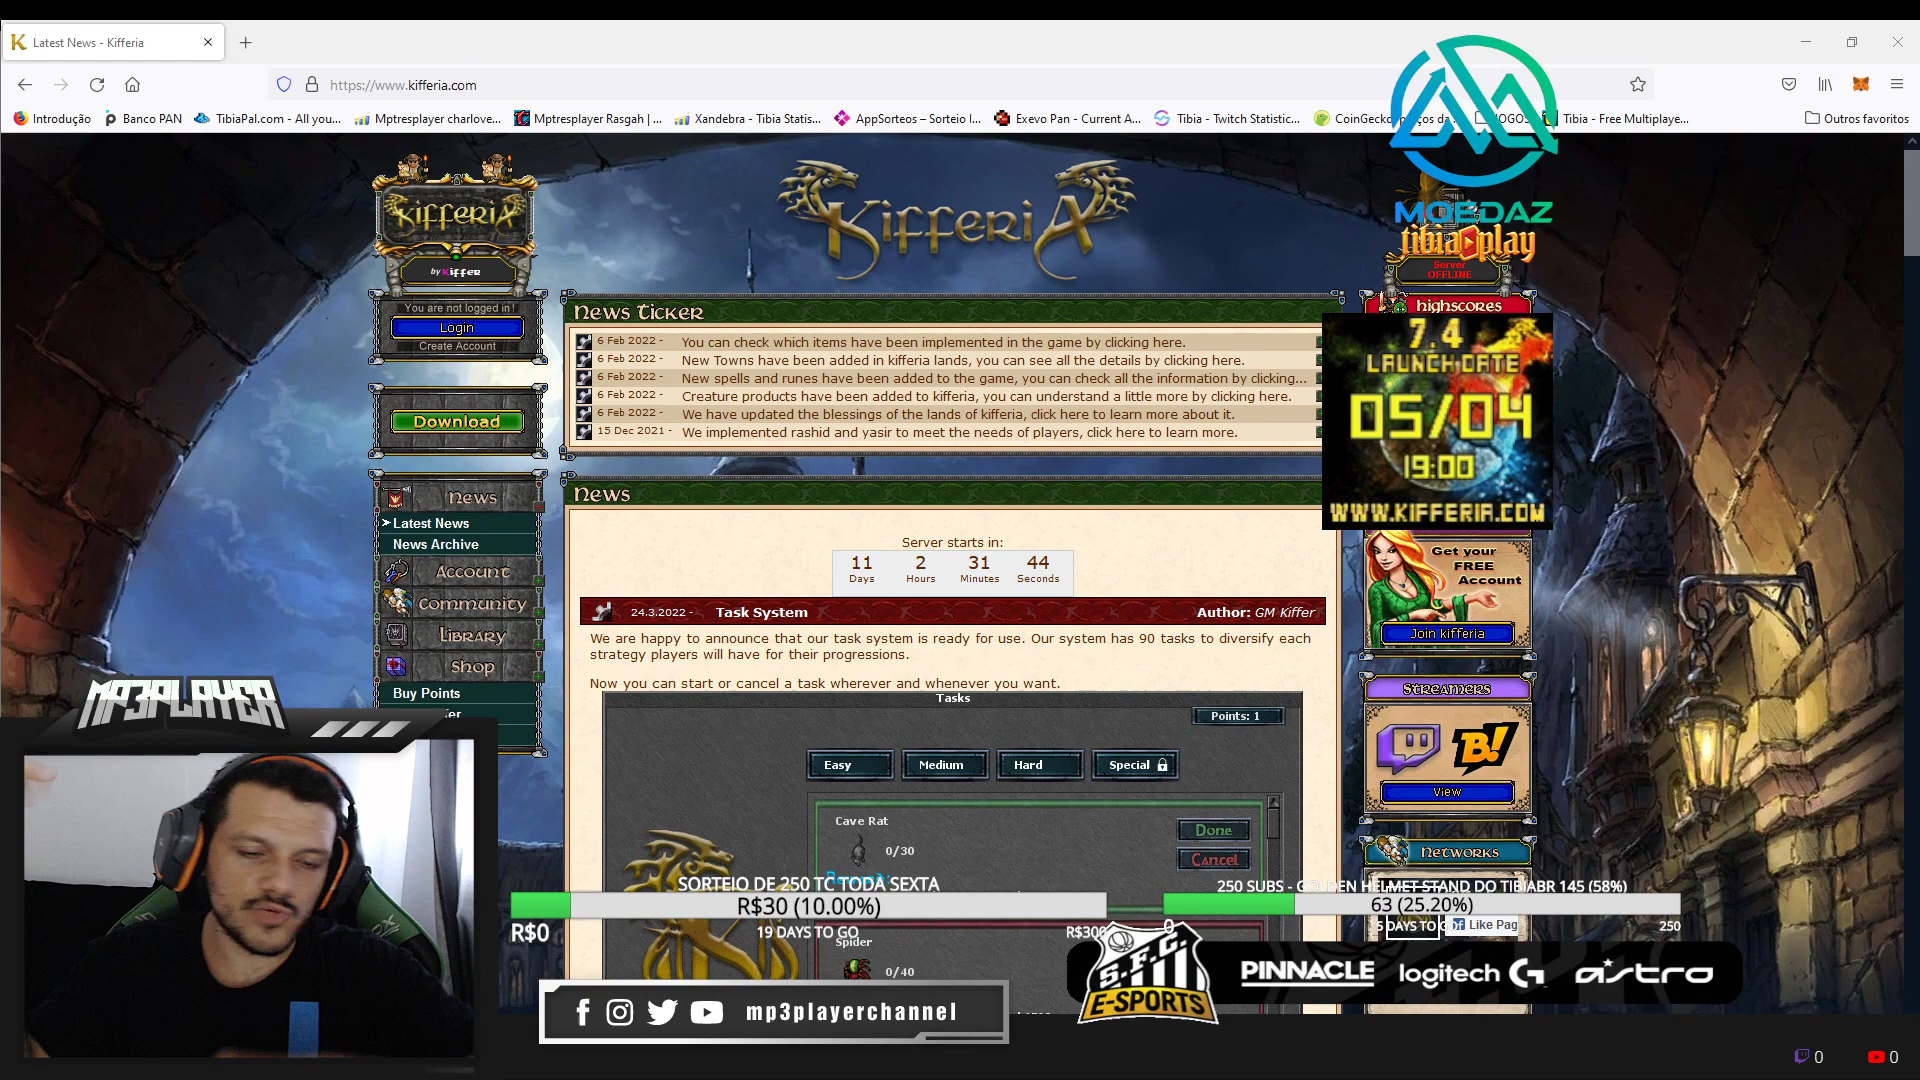 Latest News - Kifferia
https://www.kifferia.com
Introdução
Banco PAN
TibiaPal.com - All you...
Mptresplayer charlove...
Mptresplayer Rasgah | ...
Xandebra - Tibia Statis...
AppSorteos – Sorteio I...
Exevo Pan - Current A...
Tibia - Twitch Statistic...
Tibia - Free Multiplaye...
Outros favoritos
MOEDAZ
tibia play
Server
OFFLINE
Kifferia
by Kiffer
Kifferia
You are not logged in!
Login
Create Account
Download
News
Latest News
News Archive
Account
Community
Library
Shop
Buy Points
News Ticker
6 Feb 2022 - You can check which items have been implemented in the game by clicking here.
6 Feb 2022 - New Towns have been added in kifferia lands, you can see all the details by clicking here.
6 Feb 2022 - New spells and runes have been added to the game, you can check all the information by clicking...
6 Feb 2022 - Creature products have been added to kifferia, you can understand a little more by clicking here.
6 Feb 2022 - We have updated the blessings of the lands of kifferia, click here to learn more about it.
15 Dec 2021 - We implemented rashid and yasir to meet the needs of players, click here to learn more.
News
Server starts in:
11 2 31 44
Days Hours Minutes Seconds
24.3.2022 - Task System Author: GM Kiffer
We are happy to announce that our task system is ready for use. Our system has 90 tasks to diversify each
strategy players will have for their progressions.
Now you can start or cancel a task wherever and whenever you want.
Tasks
Points: 1
Easy Medium Hard Special
Cave Rat
0/30
Done
Cancel
Spider
0/40
highscores
7.4
LAUNCH DATE
05/04
19:00
WWW.KIFFERIA.COM
Get your
FREE
Account
Join kifferia
Streamers
B!
View
Networks
Like Pag
MP3PLAYER
SORTEIO DE 250 TC TODA SEXTA
R$30 (10.00%)
R$0
19 DAYS TO GO
R$300
250 SUBS - GOLDEN HELMET STAND DO TIBIABR 145 (58%)
63 (25.20%)
0
DAYS TO GO
250
mp3playerchannel
S.F.C.
E-SPORTS
PINNACLE
logitech G
astro
0
0